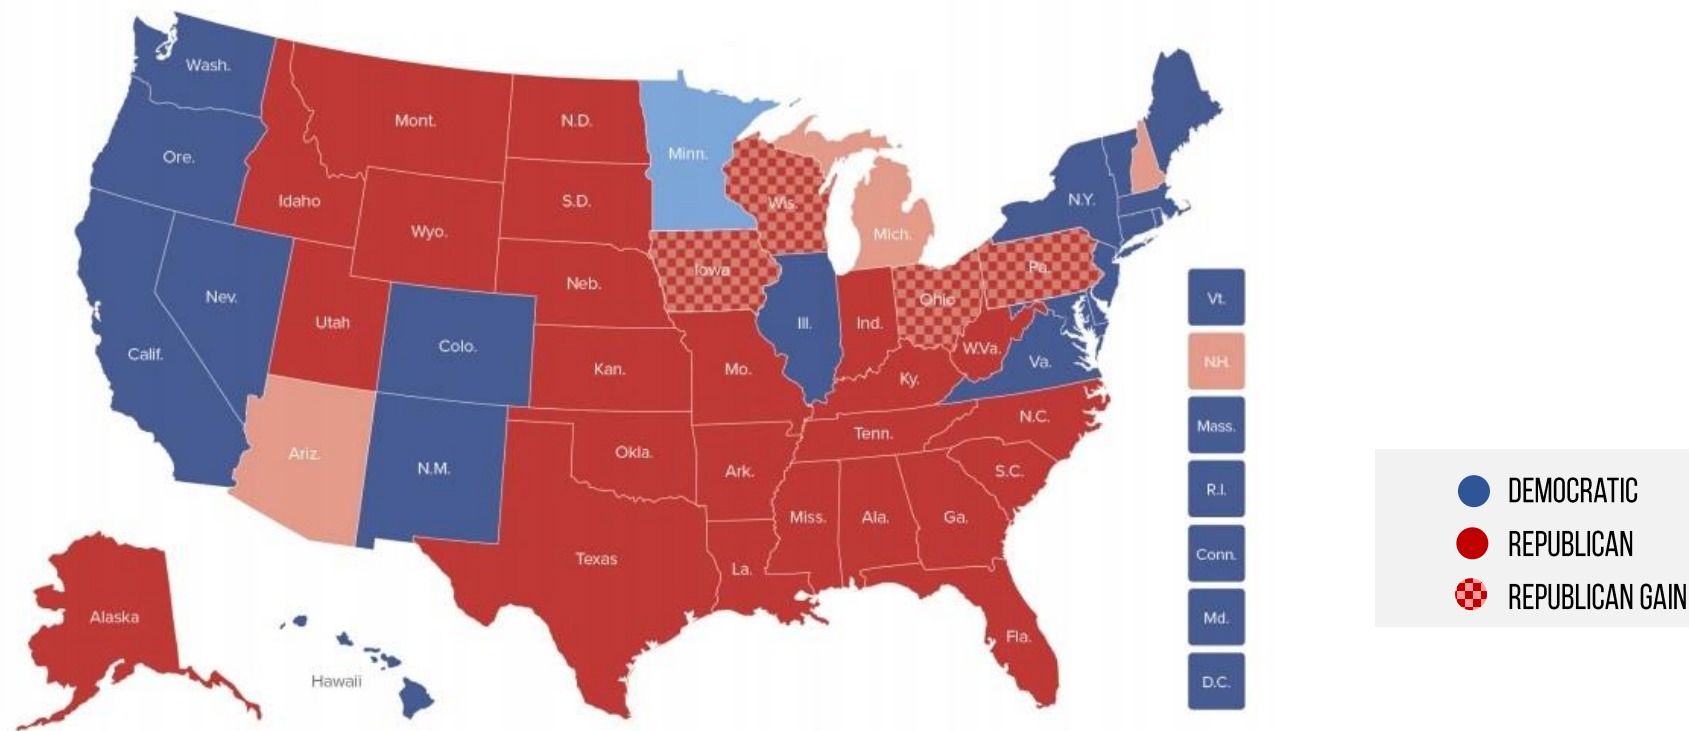 Wash.
Mont.
N.D.
Minn.
Ore.
Idaho
S.D.
Wis.
N.Y.
Wyo.
Mich.
Iowa
Pa.
Neb.
Nev.
Ohio
Vt.
Utah
Ill.
Ind.
Colo.
W.Va.
Calif.
Va.
N.H.
Kan.
Mo.
Ky.
N.C.
Mass.
Tenn.
Ariz.
Okla.
N.M.
Ark.
S.C.
R.I.
DEMOCRATIC
Miss.
Ala.
Ga.
REPUBLICAN
Conn.
Texas
La.
REPUBLICAN GAIN
Alaska
Md.
Fla.
Hawaii
D.C.